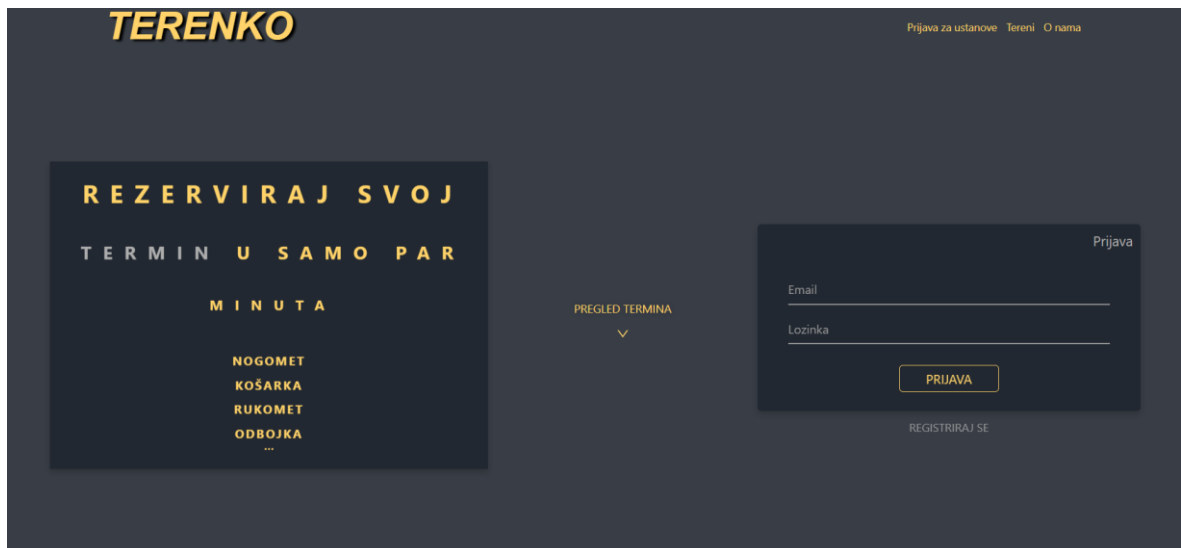 TERENKO
Prijava za ustanove Tereni O nama
REZERVIRAJ SVOJ
TERMIN U SAMO PAR
MINUTA
NOGOMET
KOŠARKA
RUKOMET
ODBOJKA
...
PREGLED TERMINA
Prijava
Email
Lozinka
PRIJAVA
REGISTRIRAJ SE